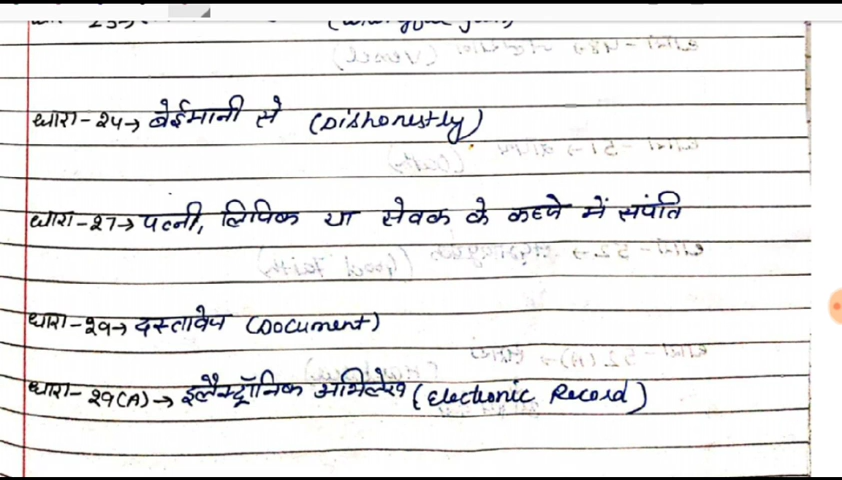 धारा- 24→ बेईमानी से (Dishonestly)
धारा- 27→ पत्नी, लिपिक या सेवक के कब्जे में संपति
धारा- 29→ दस्तावेज (Document)
धारा- 29(A)→ इलैक्ट्रॉनिक अभिलेख (Electronic Record)